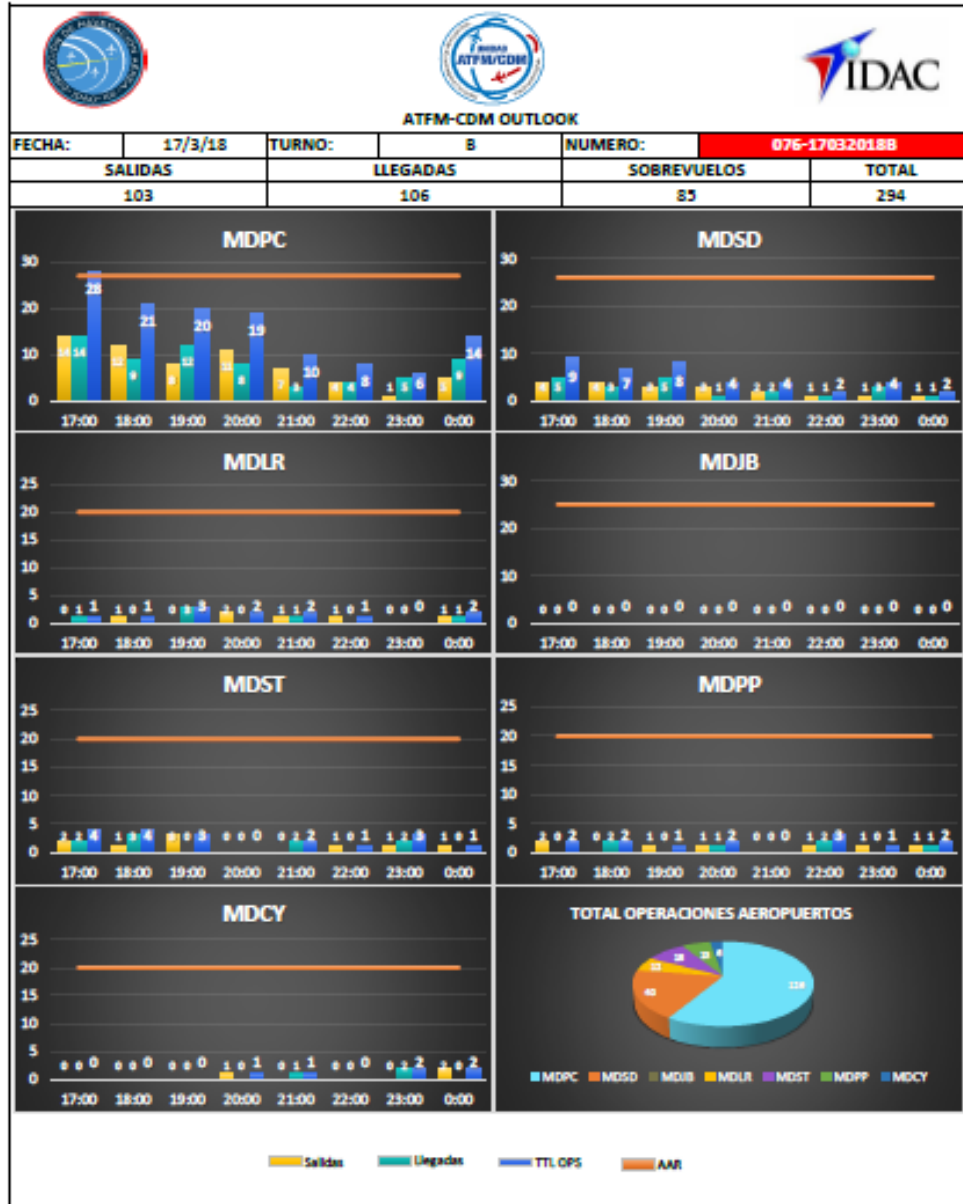 ATFM/CDM
IDAC
ATFM-CDM OUTLOOK
FECHA: 17/3/18 TURNO: B NUMERO: 076-17032018B
SALIDAS LLEGADAS SOBREVUELOS TOTAL
103 106 85 294
MDPC
30
20
10
0
14 14 28 12 9 21 8 12 20 11 8 19 7 3 10 4 4 8 1 5 6 5 9 14
17:00 18:00 19:00 20:00 21:00 22:00 23:00 0:00
MDSD
30
20
10
0
4 5 9 4 3 7 3 5 8 3 1 4 2 2 4 1 1 2 1 3 4 1 1 2
17:00 18:00 19:00 20:00 21:00 22:00 23:00 0:00
MDLR
25
20
15
10
5
0
0 1 1 1 0 1 0 3 3 2 0 2 1 1 2 1 0 1 0 0 0 1 1 2
17:00 18:00 19:00 20:00 21:00 22:00 23:00 0:00
MDJB
30
20
10
0
0 0 0 0 0 0 0 0 0 0 0 0 0 0 0 0 0 0 0 0 0 0 0 0
17:00 18:00 19:00 20:00 21:00 22:00 23:00 0:00
MDST
25
20
15
10
5
0
2 2 4 1 3 4 3 0 3 0 0 0 0 2 2 1 0 1 1 2 3 1 0 1
17:00 18:00 19:00 20:00 21:00 22:00 23:00 0:00
MDPP
25
20
15
10
5
0
2 0 2 0 2 2 1 0 1 1 1 2 0 0 0 1 2 3 1 0 1 1 1 2
17:00 18:00 19:00 20:00 21:00 22:00 23:00 0:00
MDCY
25
20
15
10
5
0
0 0 0 0 0 0 0 0 0 1 0 1 0 1 1 0 0 0 0 2 2 2 0 2
17:00 18:00 19:00 20:00 21:00 22:00 23:00 0:00
TOTAL OPERACIONES AEROPUERTOS
40
MDPC MDSD MDJB MDLR MDST MDPP MDCY
Salidas Llegadas TTL OPS AAR